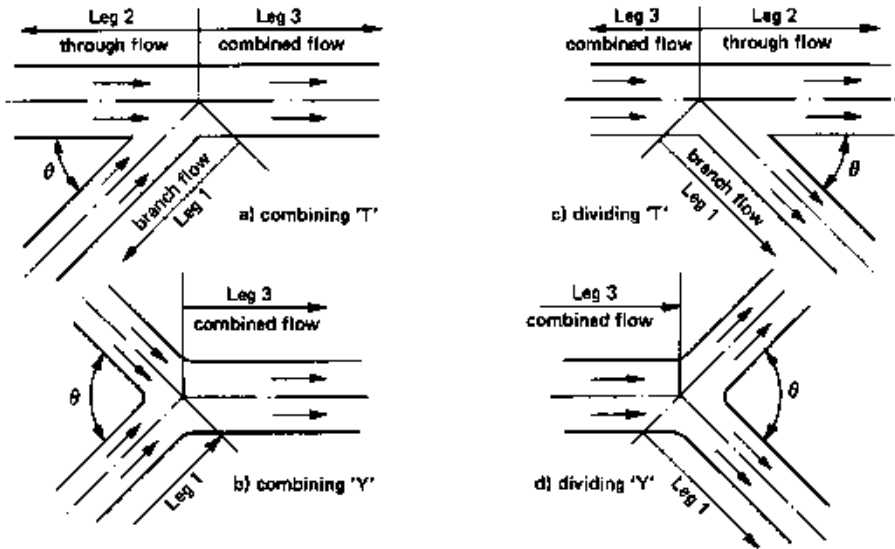 Leg 2
Leg 3
through flow
combined flow
θ
branch flow
Leg 1
a) combining 'T'
Leg 3
Leg 2
combined flow
through flow
θ
branch flow
Leg 1
c) dividing 'T'
Leg 3
combined flow
θ
Leg 1
b) combining 'Y'
Leg 3
combined flow
θ
Leg 1
d) dividing 'Y'